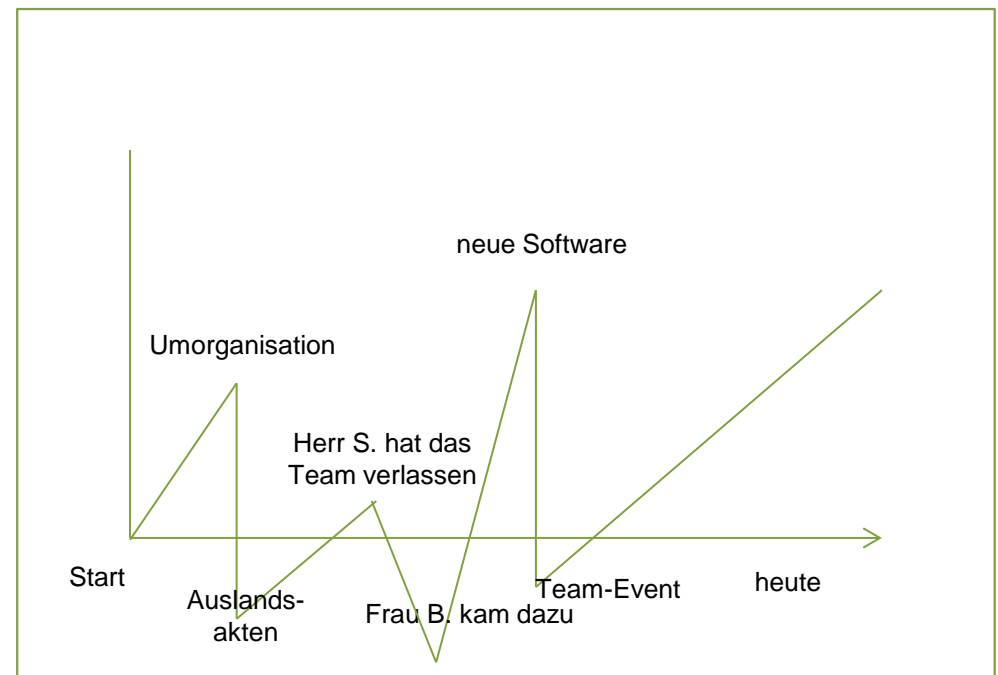 neue Software
Umorganisation
Herr S. hat das
Team verlassen
Start
Auslands-
akten
Frau B. kam dazu
Team-Event
heute